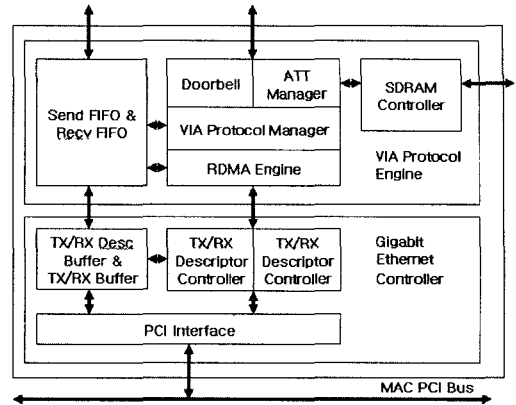 Doorbell
ATT
Manager
SDRAM
Controller
Send FIFO &
Recv FIFO
VIA Protocol Manager
RDMA Engine
VIA Protocol
Engine
TX/RX Desc
Buffer &
TX/RX Buffer
TX/RX
Descriptor
Controller
TX/RX
Descriptor
Controller
Gigabit
Ethernet
Controller
PCI Interface
MAC PCI Bus